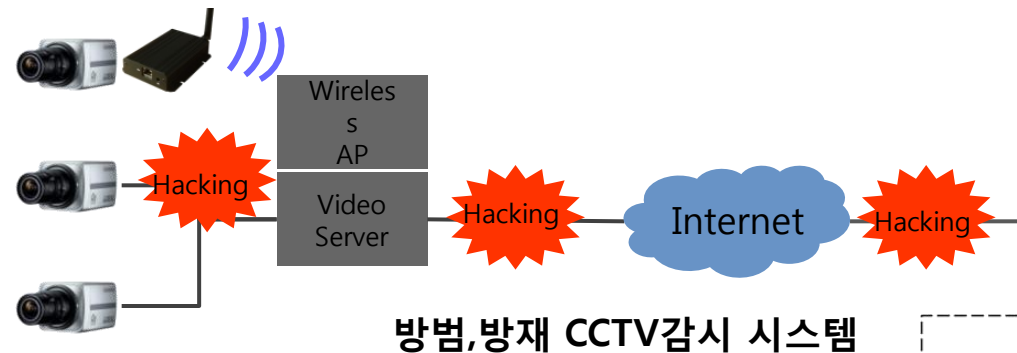 Wireles
s
AP
Hacking
Video
Server
Hacking
Internet
Hacking
방범,방재 CCTV감시 시스템